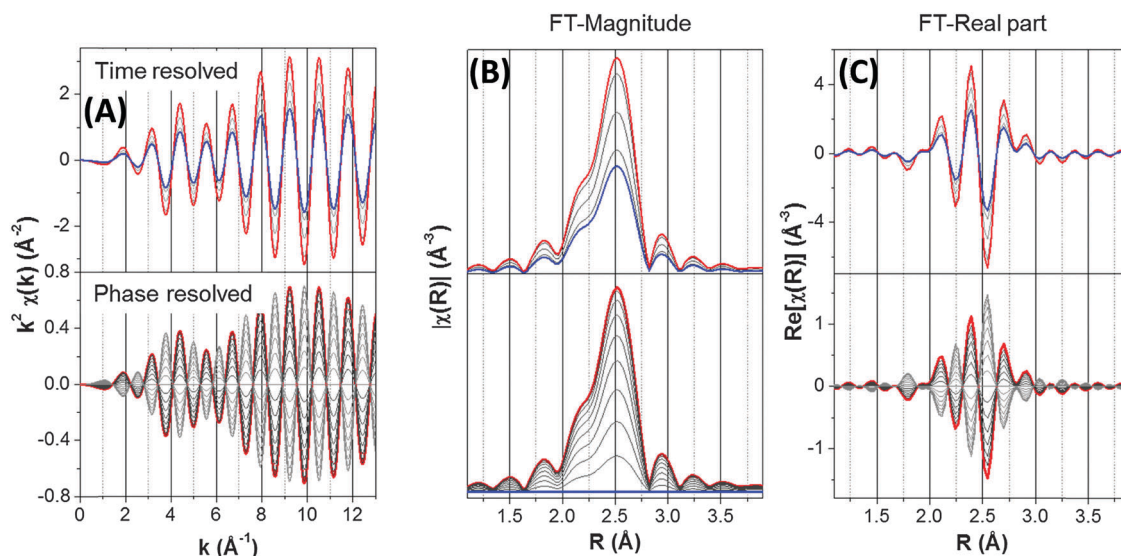 FT-Magnitude
FT-Real part
Time resolved
(A)
2
0
-2
0.8
Phase resolved
0.4
0.0
-0.4
-0.8
0 2 4 6 8 10 12
k (Å⁻¹)
k² χ(k) (Å⁻²)
(B)
|χ(R)| (Å⁻³)
1.5 2.0 2.5 3.0 3.5
R (Å)
(C)
4
0
-4
1
0
-1
Re[χ(R)] (Å⁻³)
1.5 2.0 2.5 3.0 3.5
R (Å)